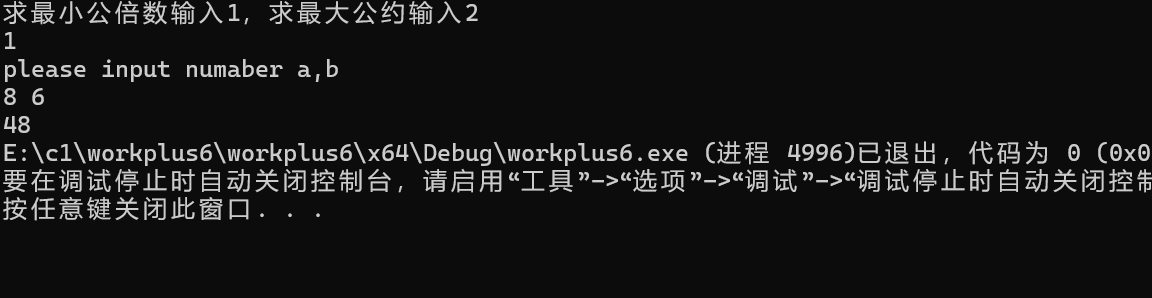 求最小公倍数输入1，求最大公约输入2
1
please input numaber a,b
8 6
48
E:\c1\workplus6\workplus6\x64\Debug\workplus6.exe (进程 4996)已退出，代码为 0 (0x0
要在调试停止时自动关闭控制台，请启用“工具”->“选项”->“调试”->“调试停止时自动关闭控制
按任意键关闭此窗口. . .